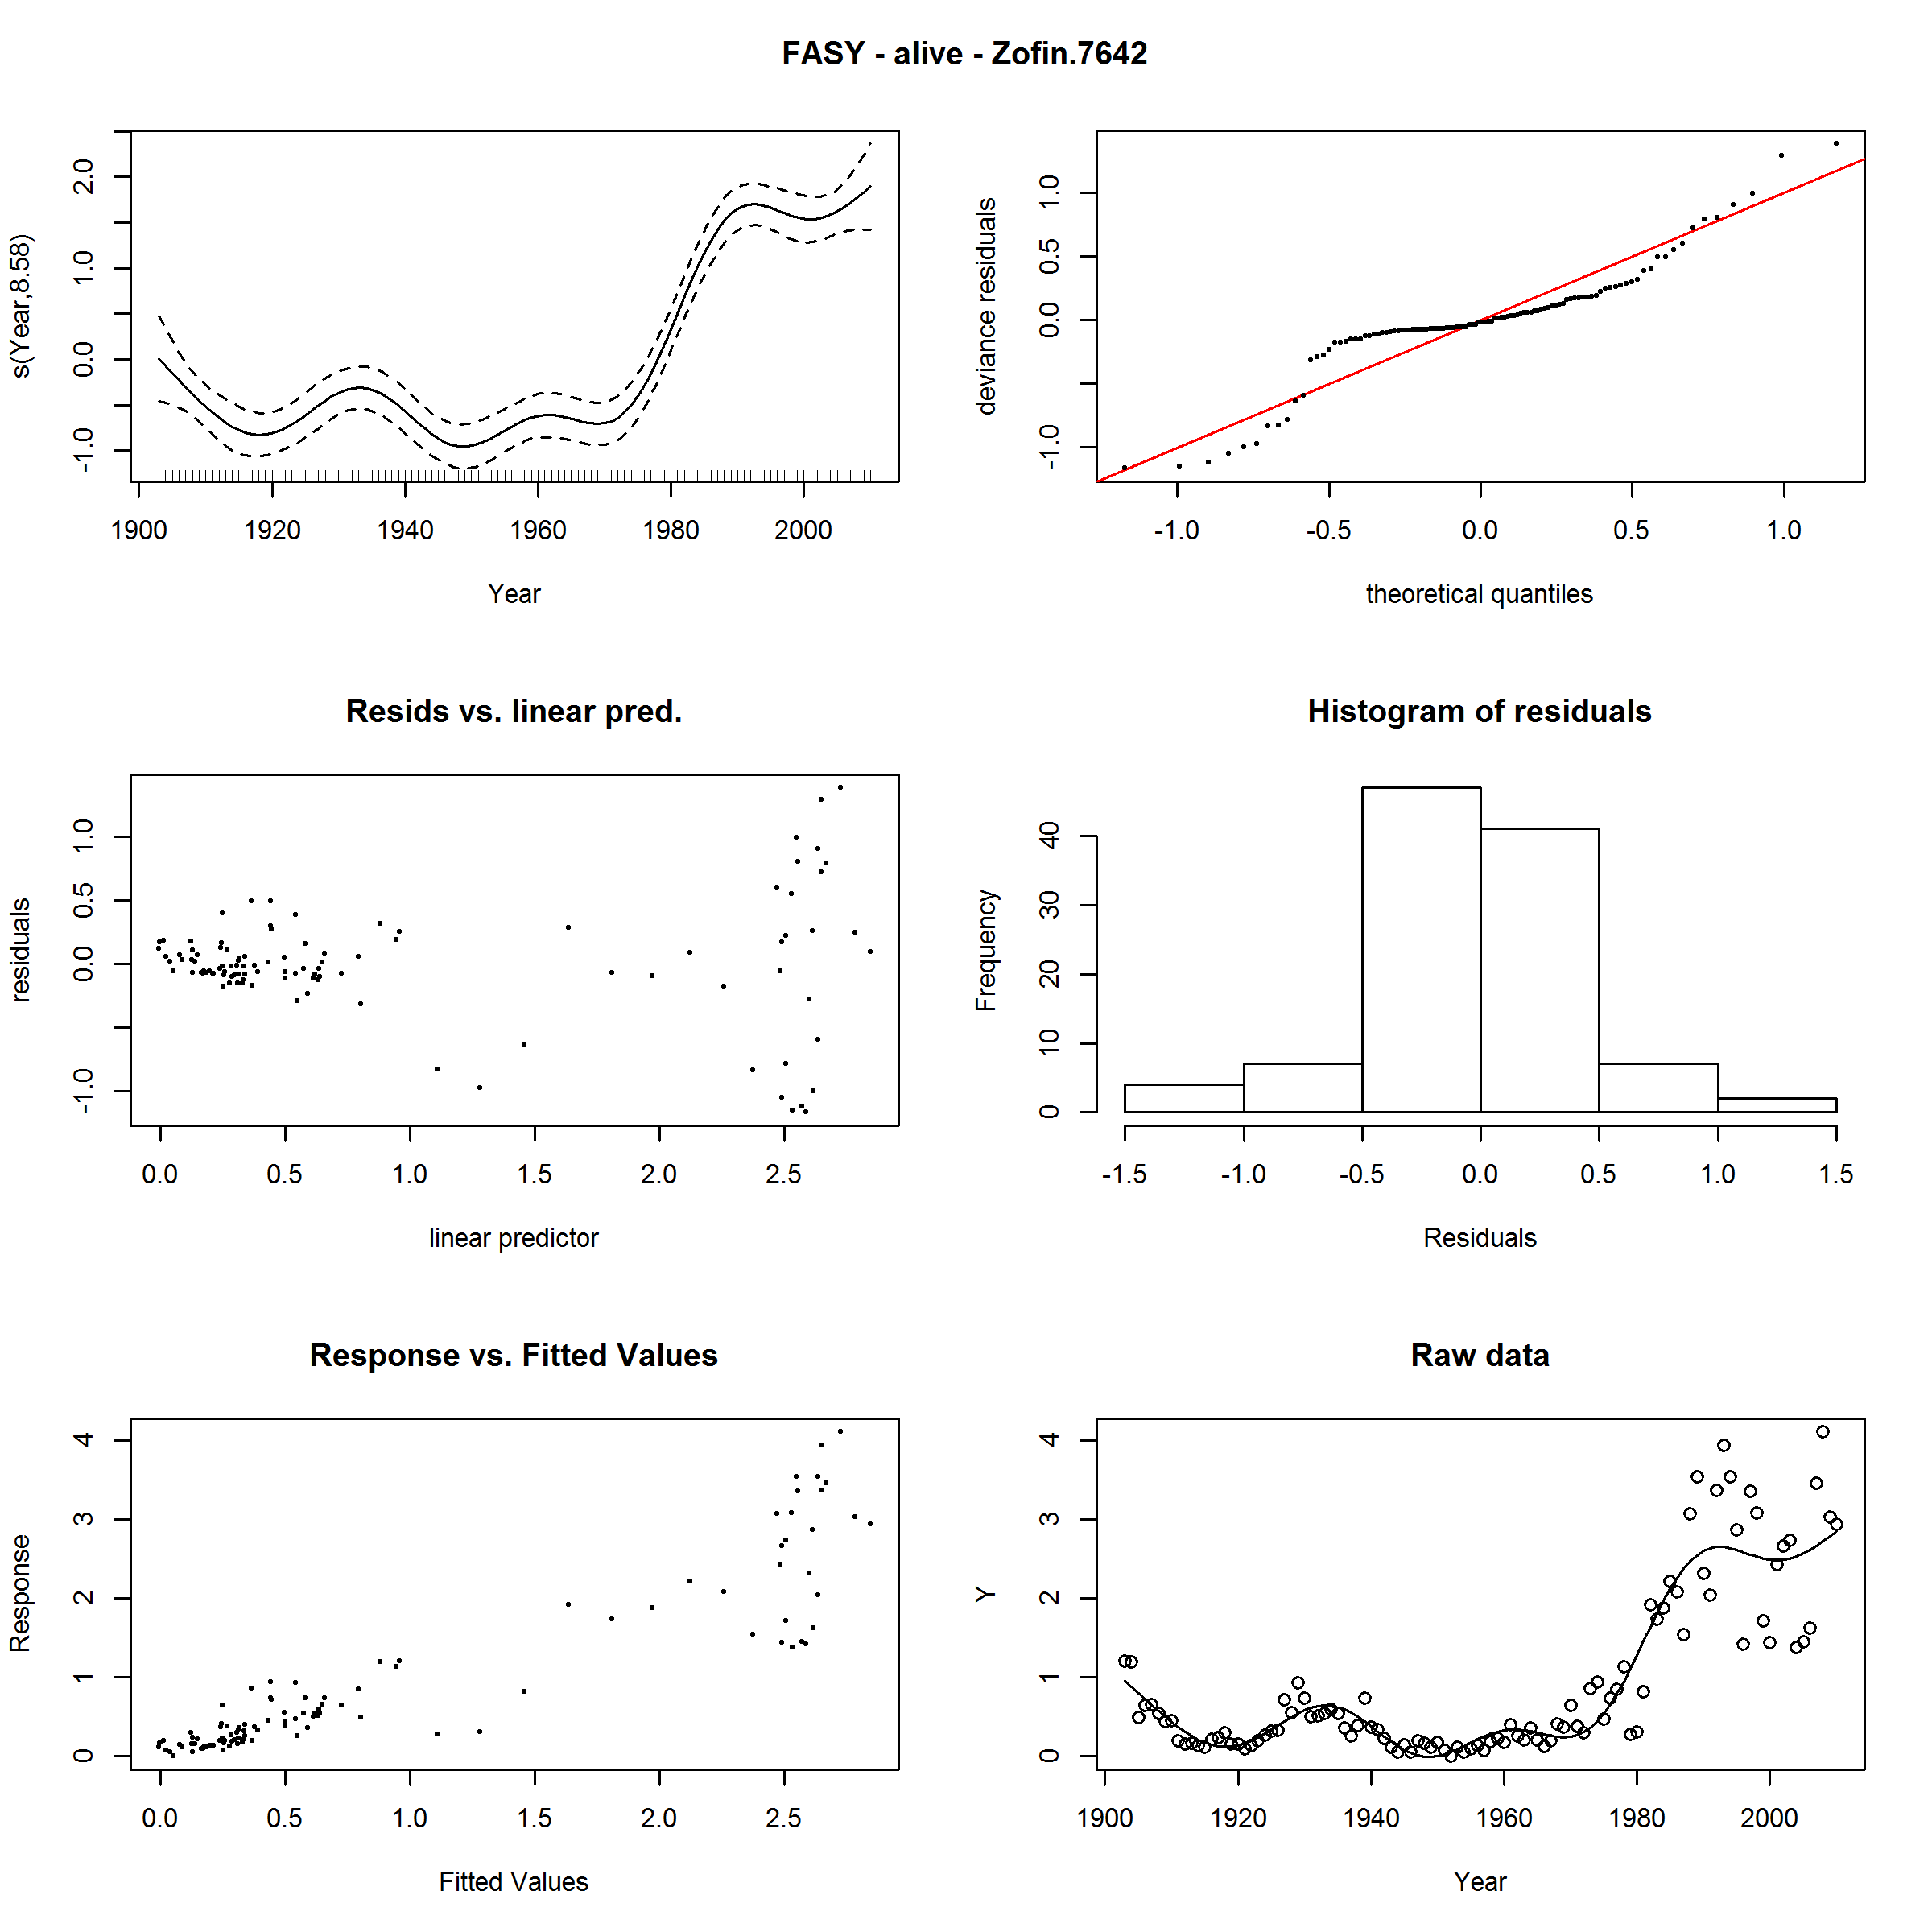 FASY - alive - Zofin.7642
s(Year,8.58)
-1.0 0.0 1.0 2.0
1900 1920 1940 1960 1980 2000
Year
deviance residuals
-1.0 0.0 0.5 1.0
-1.0 -0.5 0.0 0.5 1.0
theoretical quantiles
Resids vs. linear pred.
residuals
-1.0 0.0 0.5 1.0
0.0 0.5 1.0 1.5 2.0 2.5
linear predictor
Histogram of residuals
Frequency
0 10 20 30 40
-1.5 -1.0 -0.5 0.0 0.5 1.0 1.5
Residuals
Response vs. Fitted Values
Response
0 1 2 3 4
0.0 0.5 1.0 1.5 2.0 2.5
Fitted Values
Raw data
Y
0 1 2 3 4
1900 1920 1940 1960 1980 2000
Year